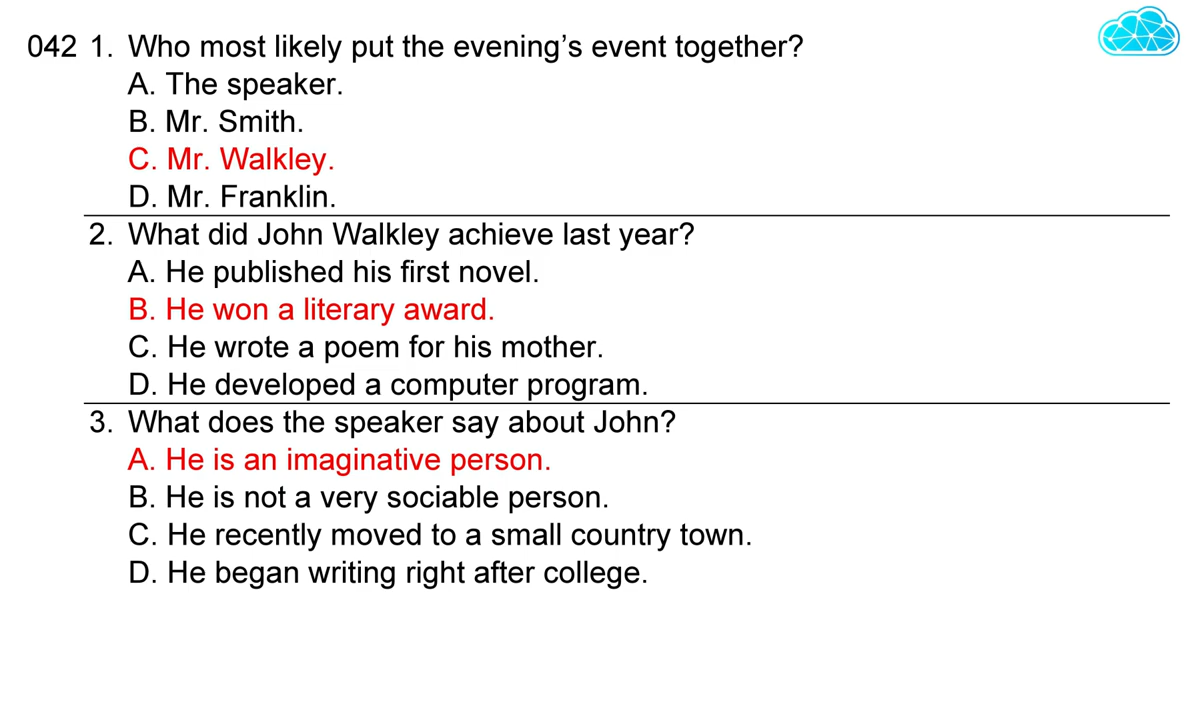 042 1. Who most likely put the evening’s event together?
A. The speaker.
B. Mr. Smith.
C. Mr. Walkley.
D. Mr. Franklin.
2. What did John Walkley achieve last year?
A. He published his first novel.
B. He won a literary award.
C. He wrote a poem for his mother.
D. He developed a computer program.
3. What does the speaker say about John?
A. He is an imaginative person.
B. He is not a very sociable person.
C. He recently moved to a small country town.
D. He began writing right after college.